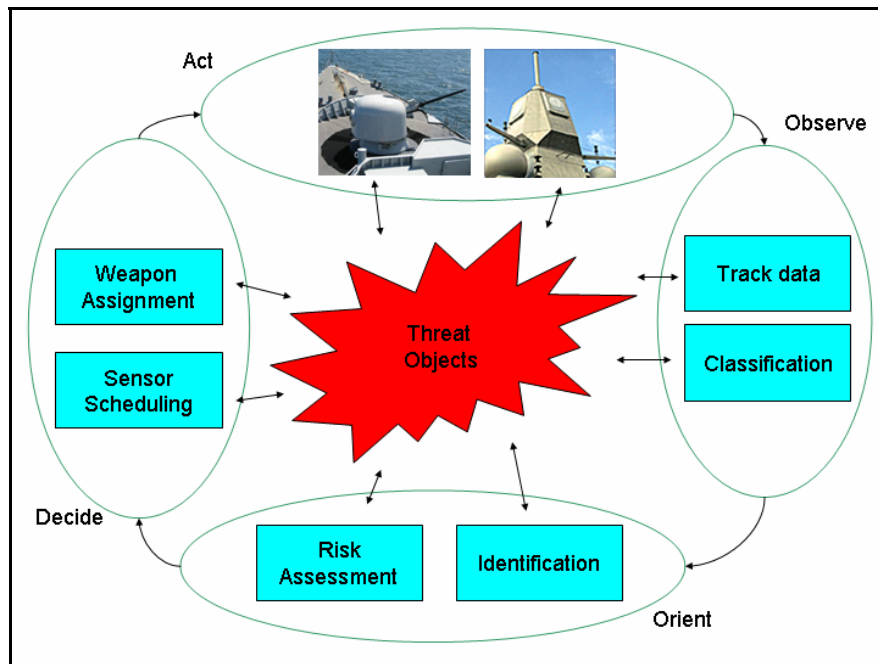 Act
Observe
Weapon
Assignment
Threat
Objects
Track data
Sensor
Scheduling
Classification
Decide
Risk
Assessment
Identification
Orient